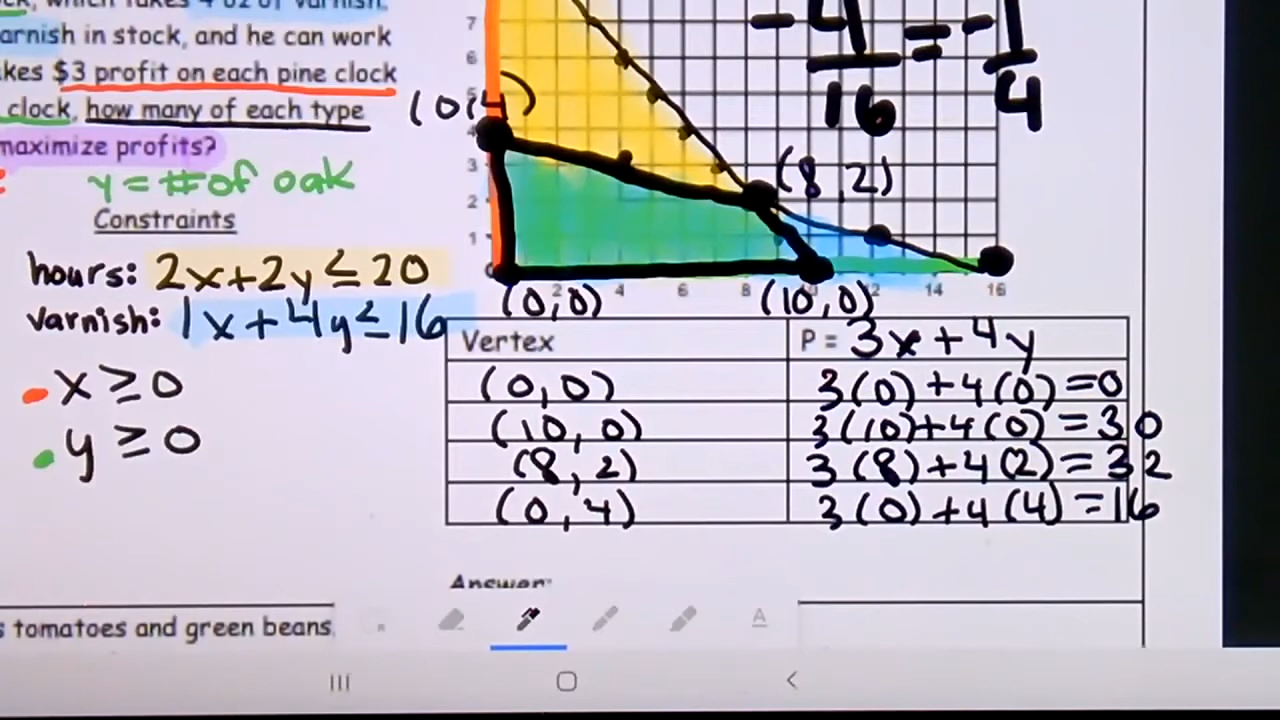 which takes 4 oz of varnish.
arnish in stock, and he can work
kes $3 profit on each pine clock
clock, how many of each type
maximize profits?
y = # of oak
Constraints
hours: 2x+2y≤20
varnish: 1x+4y≤16
x≥0
y≥0
7
6
5
4
3
2
1
0
2 4 6 8 10 12 14 16
(0,4)
(8,2)
(0,0)
(10,0)
-4/16 = -1/4
Vertex P = 3x+4y
(0,0) 3(0)+4(0)=0
(10,0) 3(10)+4(0)=30
(8,2) 3(8)+4(2)=32
(0,4) 3(0)+4(4)=16
Answer:
s tomatoes and green beans.
A